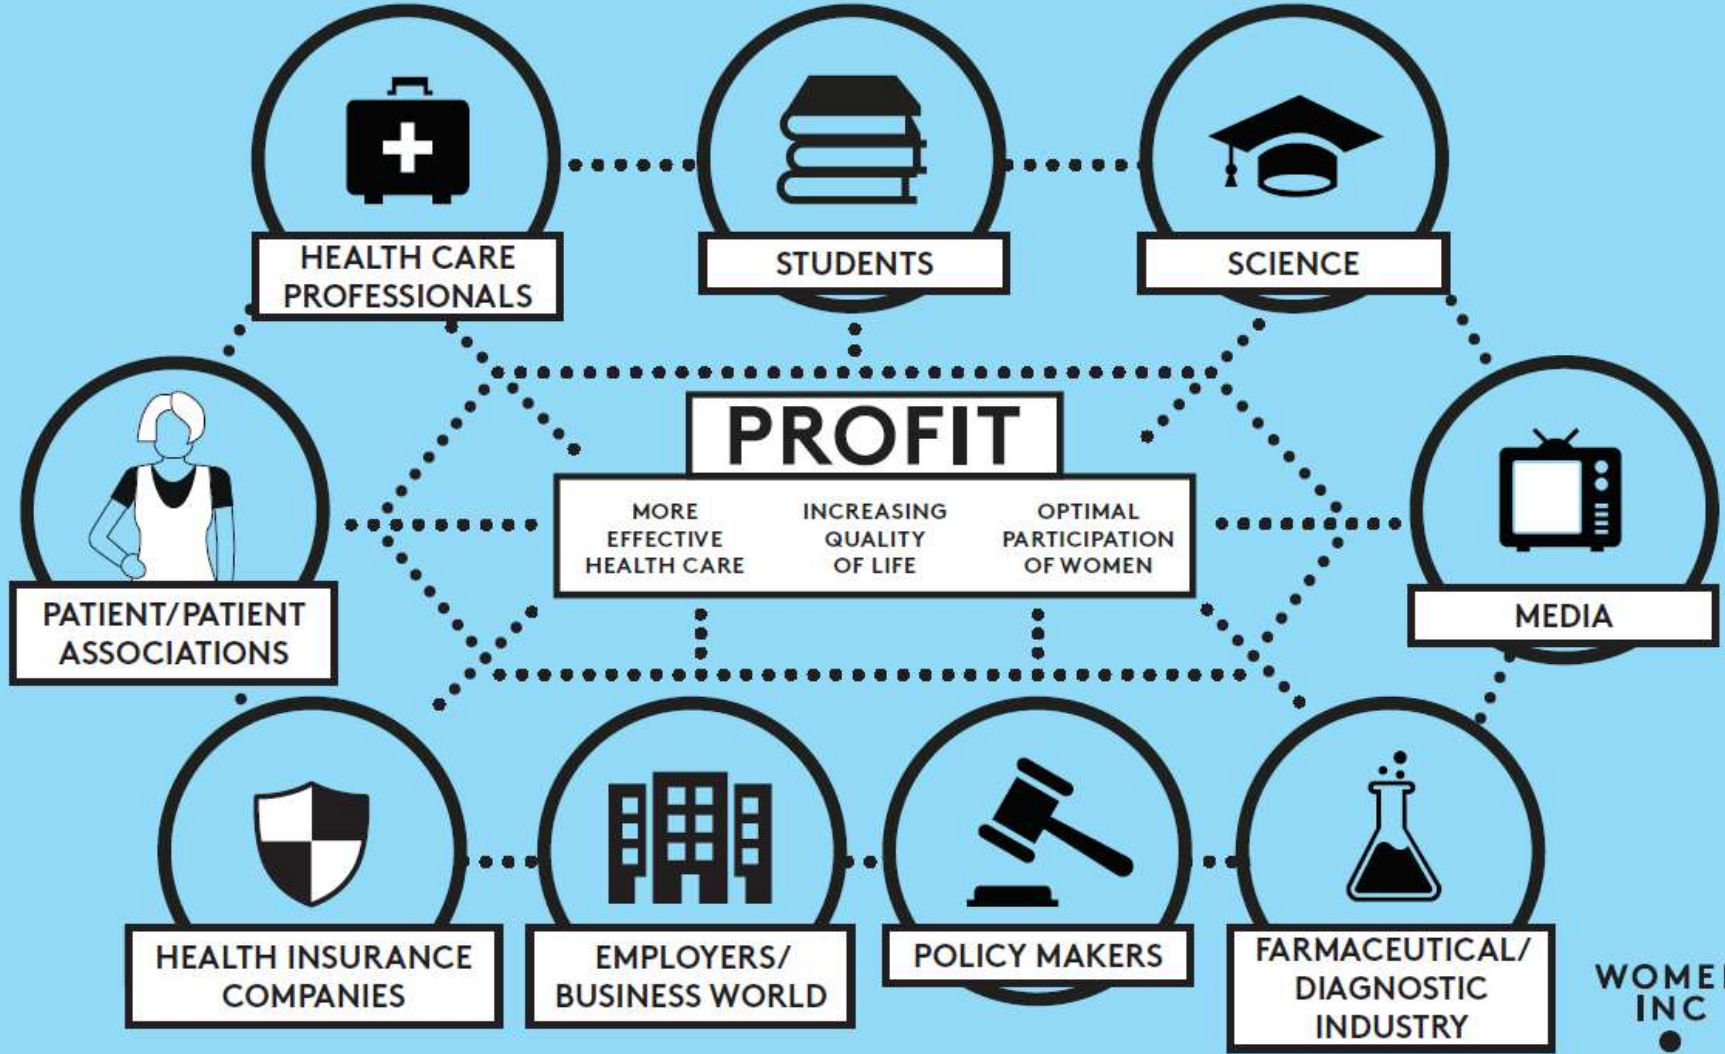 HEALTH CARE
PROFESSIONALS
STUDENTS
SCIENCE
PROFIT
MORE
EFFECTIVE
HEALTH CARE
INCREASING
QUALITY
OF LIFE
OPTIMAL
PARTICIPATION
OF WOMEN
PATIENT/PATIENT
ASSOCIATIONS
MEDIA
HEALTH INSURANCE
COMPANIES
EMPLOYERS/
BUSINESS WORLD
POLICY MAKERS
FARMACEUTICAL/
DIAGNOSTIC
INDUSTRY
INC